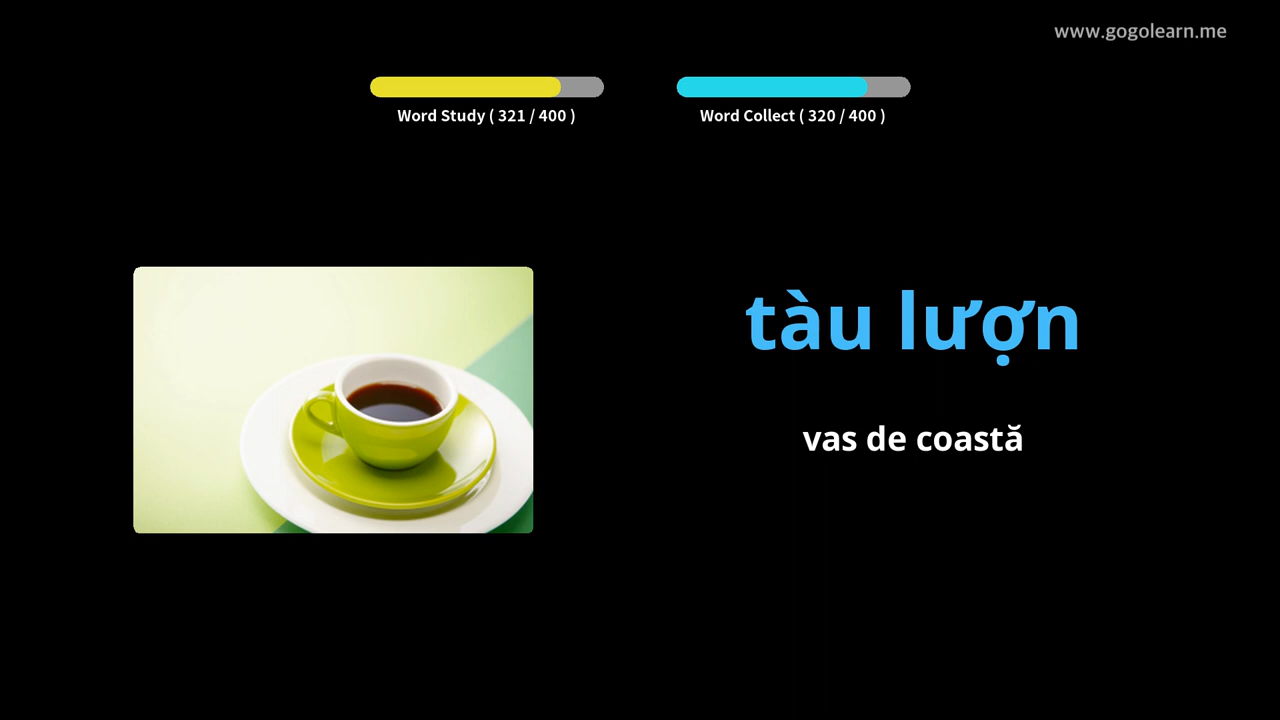 www.gogolearn.me
Word Study ( 321 / 400 )
Word Collect ( 320 / 400 )
tàu lượn
vas de coastă